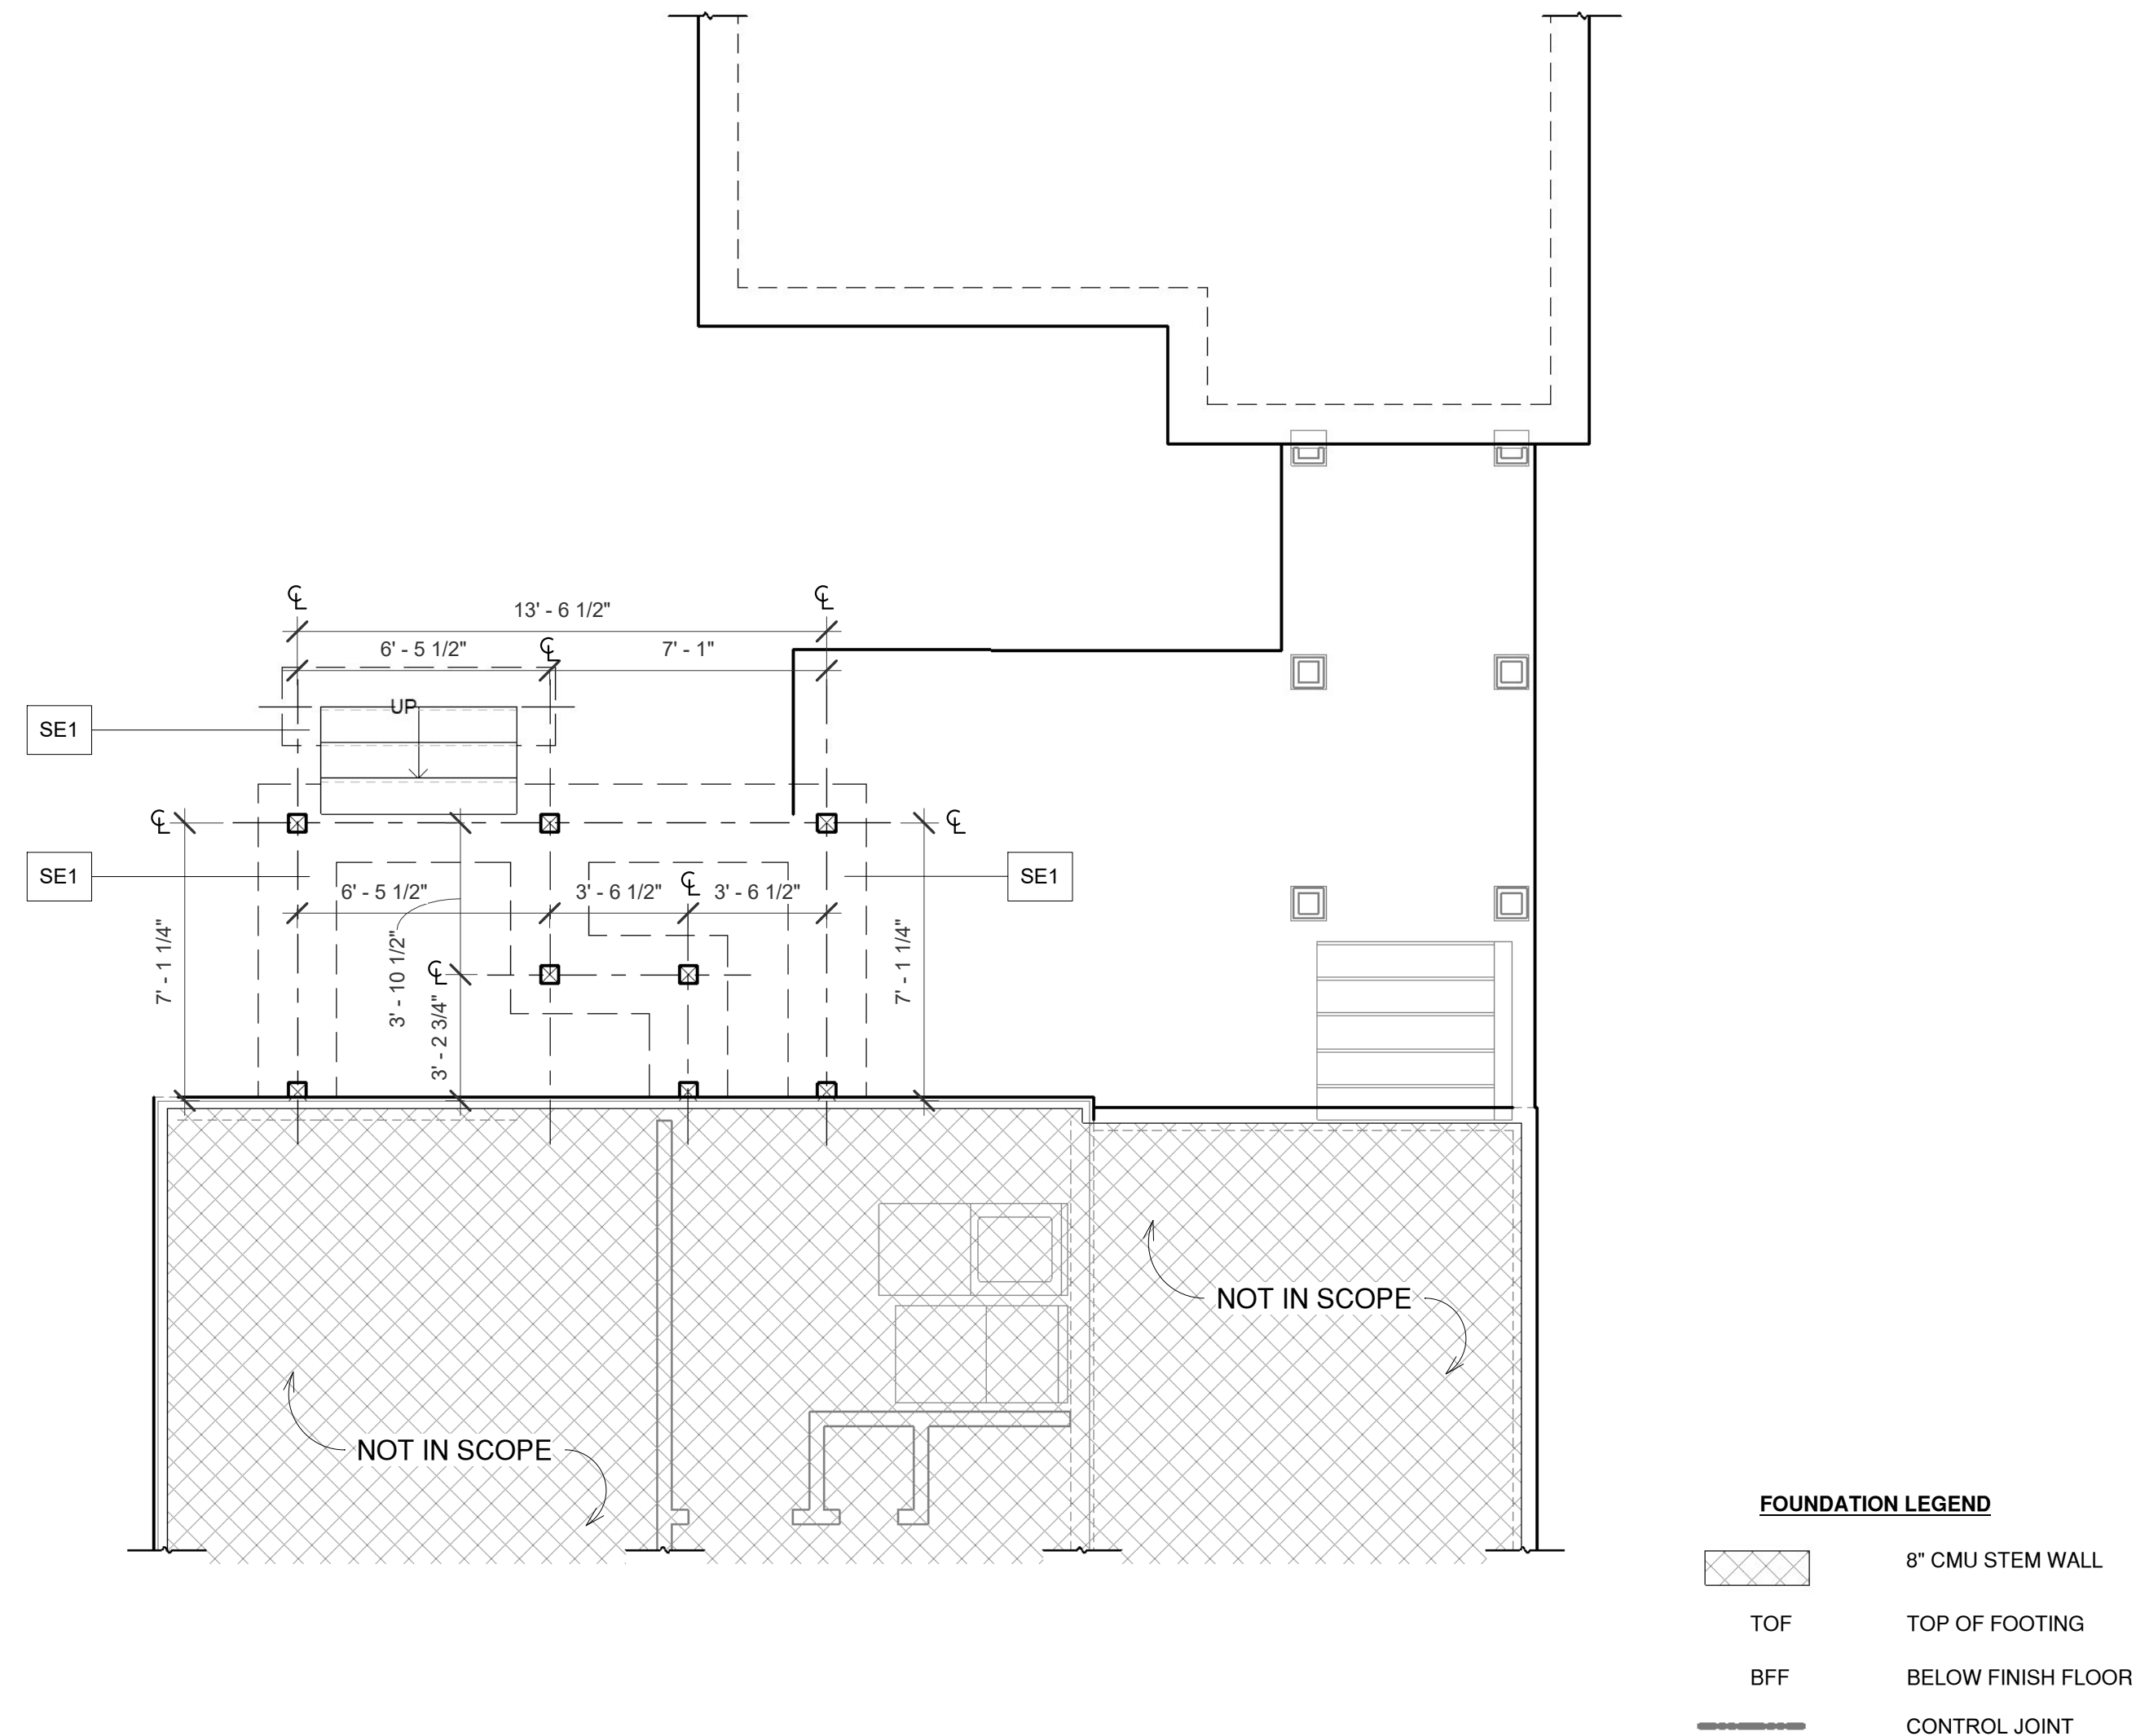 13' - 6 1/2"
6' - 5 1/2"
7' - 1"
UP
SE1
SE1
SE1
6' - 5 1/2"
3' - 6 1/2"
3' - 6 1/2"
7' - 1 1/4"
3' - 10 1/2"
3' - 2 3/4"
7' - 1 1/4"
NOT IN SCOPE
NOT IN SCOPE
FOUNDATION LEGEND
8" CMU STEM WALL
TOF TOP OF FOOTING
BFF BELOW FINISH FLOOR
CONTROL JOINT